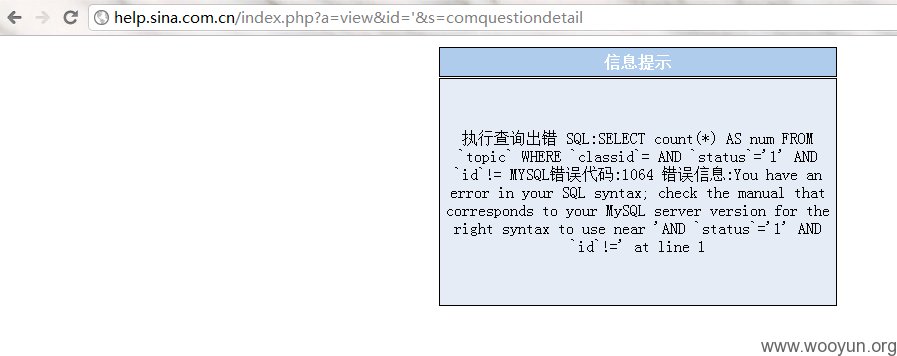 help.sina.com.cn/index.php?a=view&id='&s=comquestiondetail
信息提示
执行查询出错 SQL:SELECT count(*) AS num FROM
`topic` WHERE `classid`= AND `status`='1' AND
`id`!= MYSQL错误代码:1064 错误信息:You have an
error in your SQL syntax; check the manual that
corresponds to your MySQL server version for the
right syntax to use near 'AND `status`='1' AND
`id`!=' at line 1
www.wooyun.org